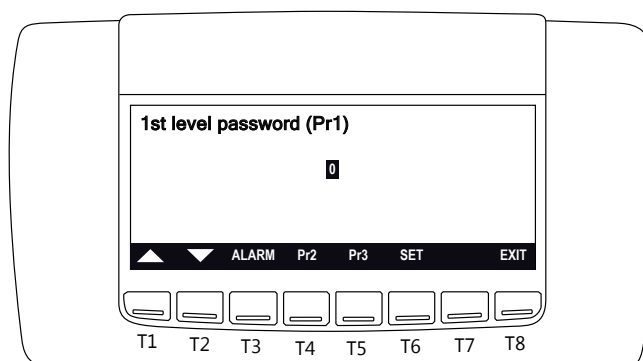 1st level password (Pr1)
0
ALARM Pr2 Pr3 SET EXIT
T1 T2 T3 T4 T5 T6 T7 T8